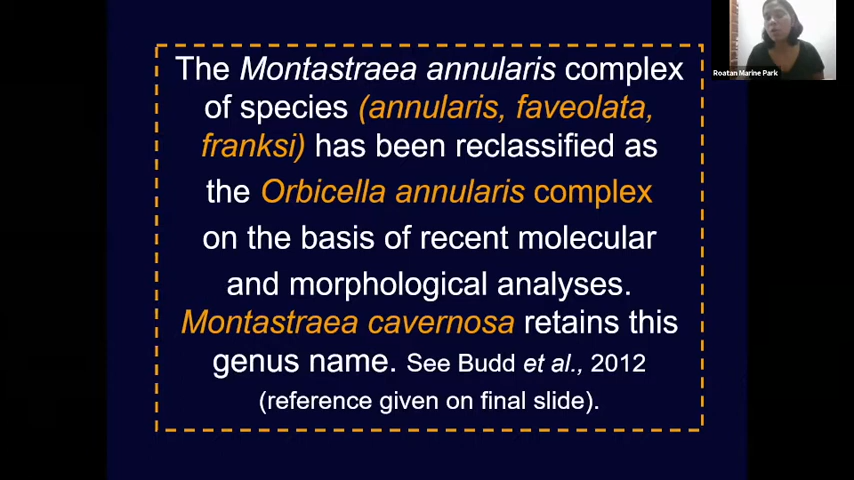 The Montastraea annularis complex
of species (annularis, faveolata,
franksi) has been reclassified as
the Orbicella annularis complex
on the basis of recent molecular
and morphological analyses.
Montastraea cavernosa retains this
genus name. See Budd et al., 2012
(reference given on final slide).
Roatan Marine Park